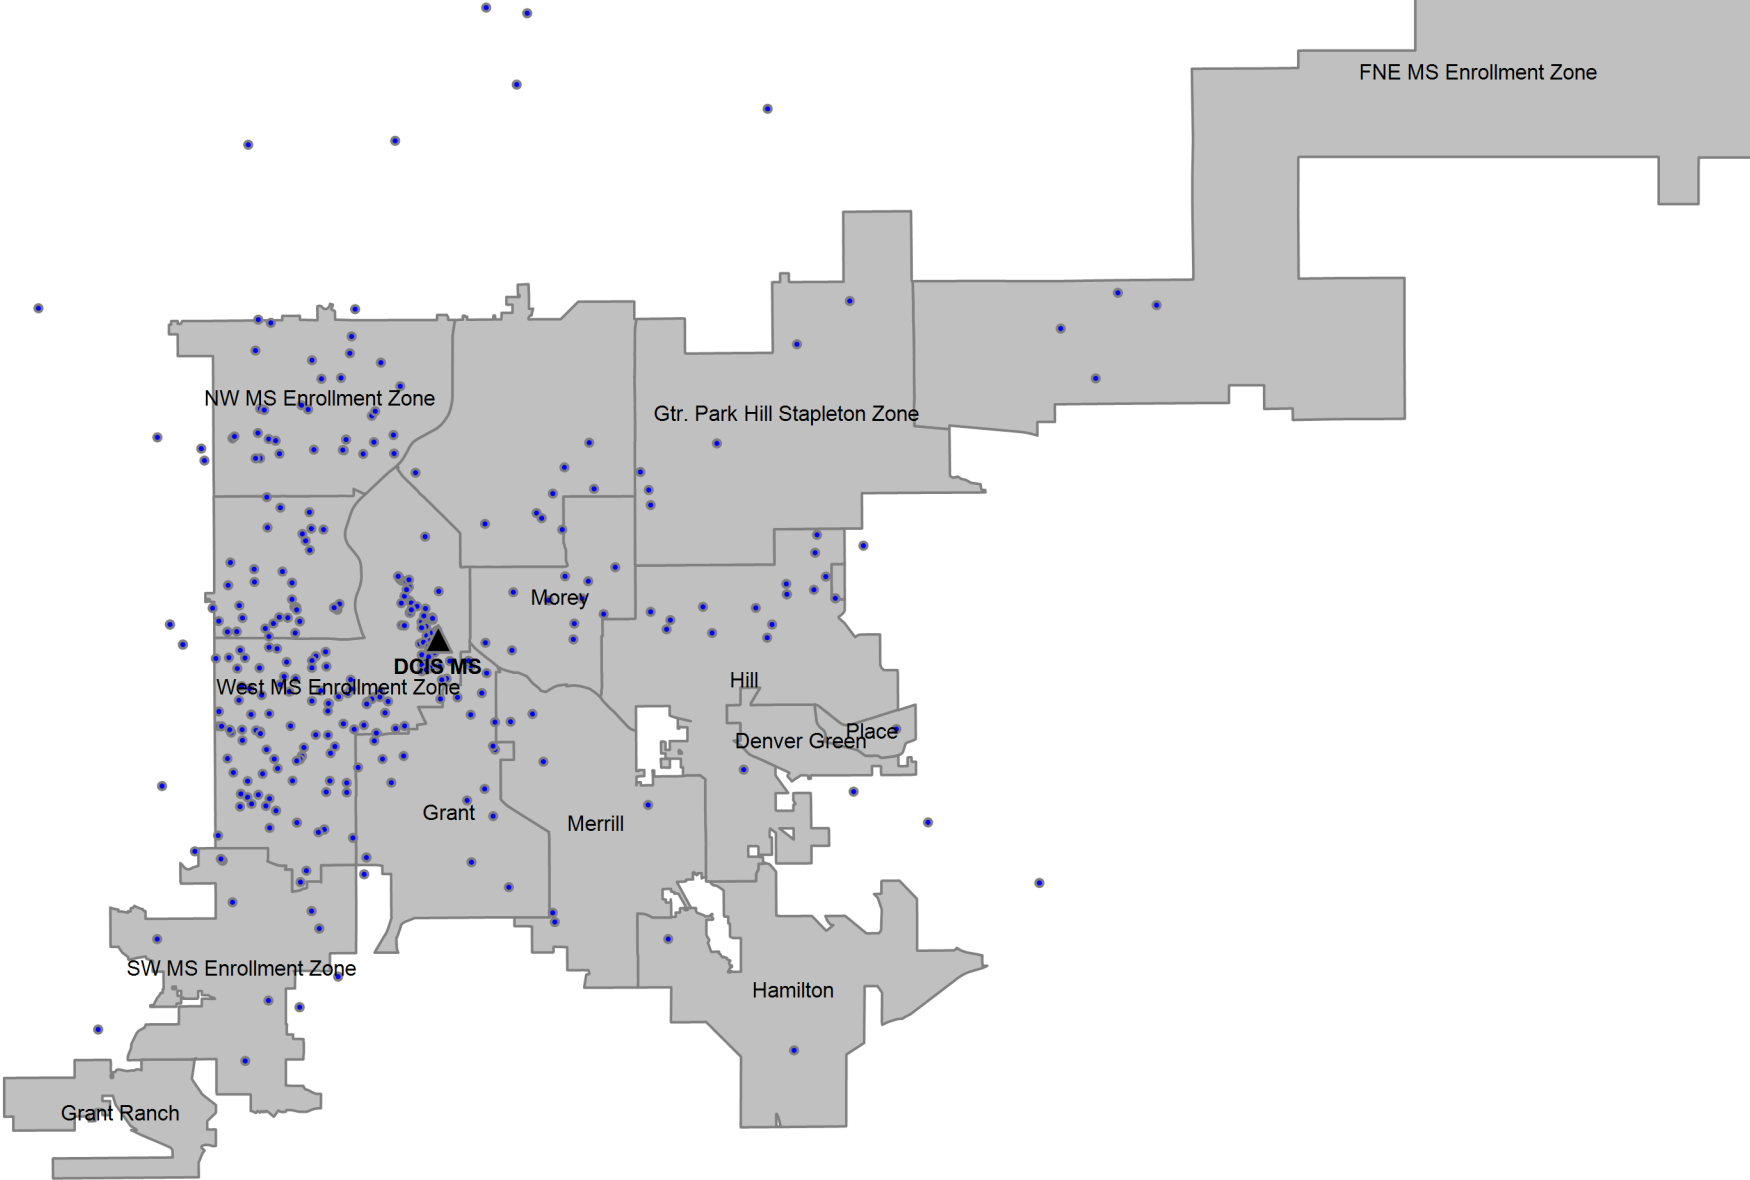 FNE MS Enrollment Zone
NW MS Enrollment Zone
Gtr. Park Hill Stapleton Zone
Morey
DCIS MS
West MS Enrollment Zone
Hill
Place
Denver Green
Grant
Merrill
SW MS Enrollment Zone
Hamilton
Grant Ranch